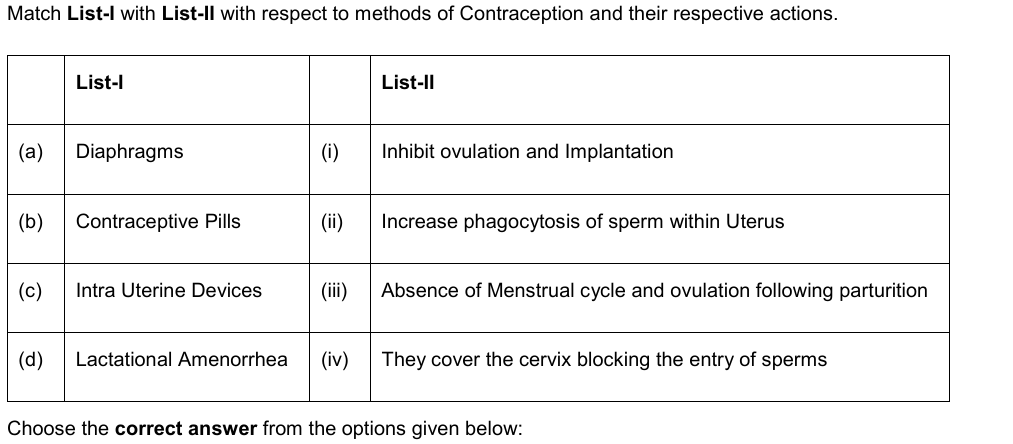 Match List-I with List-II with respect to methods of Contraception and their respective actions.
List-I List-II
(a) Diaphragms (i) Inhibit ovulation and Implantation
(b) Contraceptive Pills (ii) Increase phagocytosis of sperm within Uterus
(c) Intra Uterine Devices (iii) Absence of Menstrual cycle and ovulation following parturition
(d) Lactational Amenorrhea (iv) They cover the cervix blocking the entry of sperms
Choose the correct answer from the options given below: